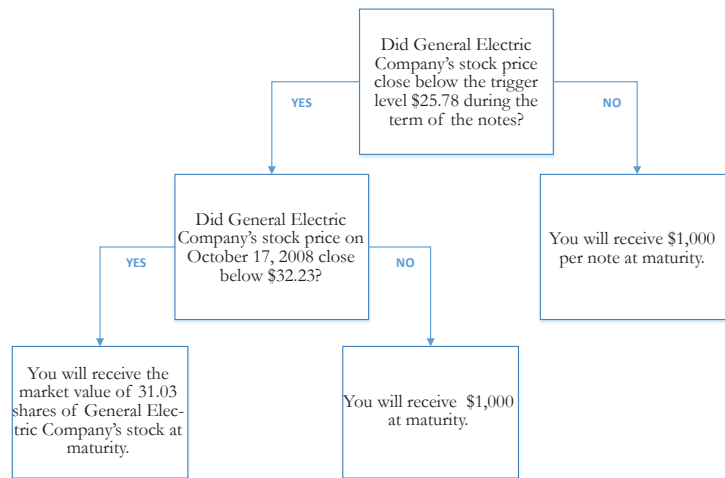 Did General Electric
Company's stock price
close below the trigger
level $25.78 during the
term of the notes?
YES
NO
Did General Electric
Company's stock price on
October 17, 2008 close
below $32.23?
You will receive $1,000
per note at maturity.
YES
NO
You will receive the
market value of 31.03
shares of General Elec-
tric Company's stock at
maturity.
You will receive $1,000
at maturity.